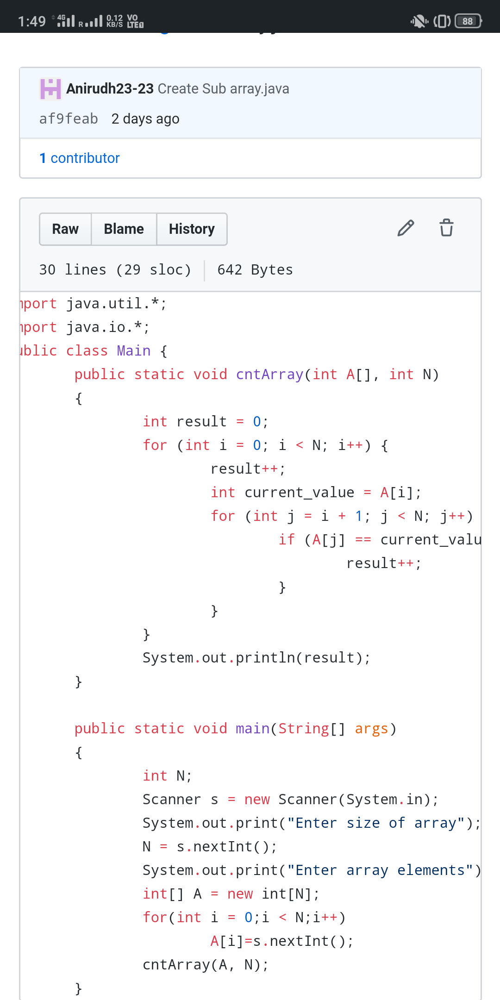 1:49 4G R 0.12 KB/S VO LTE 88
Anirudh23-23 Create Sub array.java
af9feab 2 days ago
1 contributor
Raw Blame History
30 lines (29 sloc) 642 Bytes
mport java.util.*;
mport java.io.*;
ublic class Main {
public static void cntArray(int A[], int N)
{
int result = 0;
for (int i = 0; i < N; i++) {
result++;
int current_value = A[i];
for (int j = i + 1; j < N; j++)
if (A[j] == current_valu
result++;
}
}
}
System.out.println(result);
}
public static void main(String[] args)
{
int N;
Scanner s = new Scanner(System.in);
System.out.print("Enter size of array");
N = s.nextInt();
System.out.print("Enter array elements")
int[] A = new int[N];
for(int i = 0;i < N;i++)
A[i]=s.nextInt();
cntArray(A, N);
}